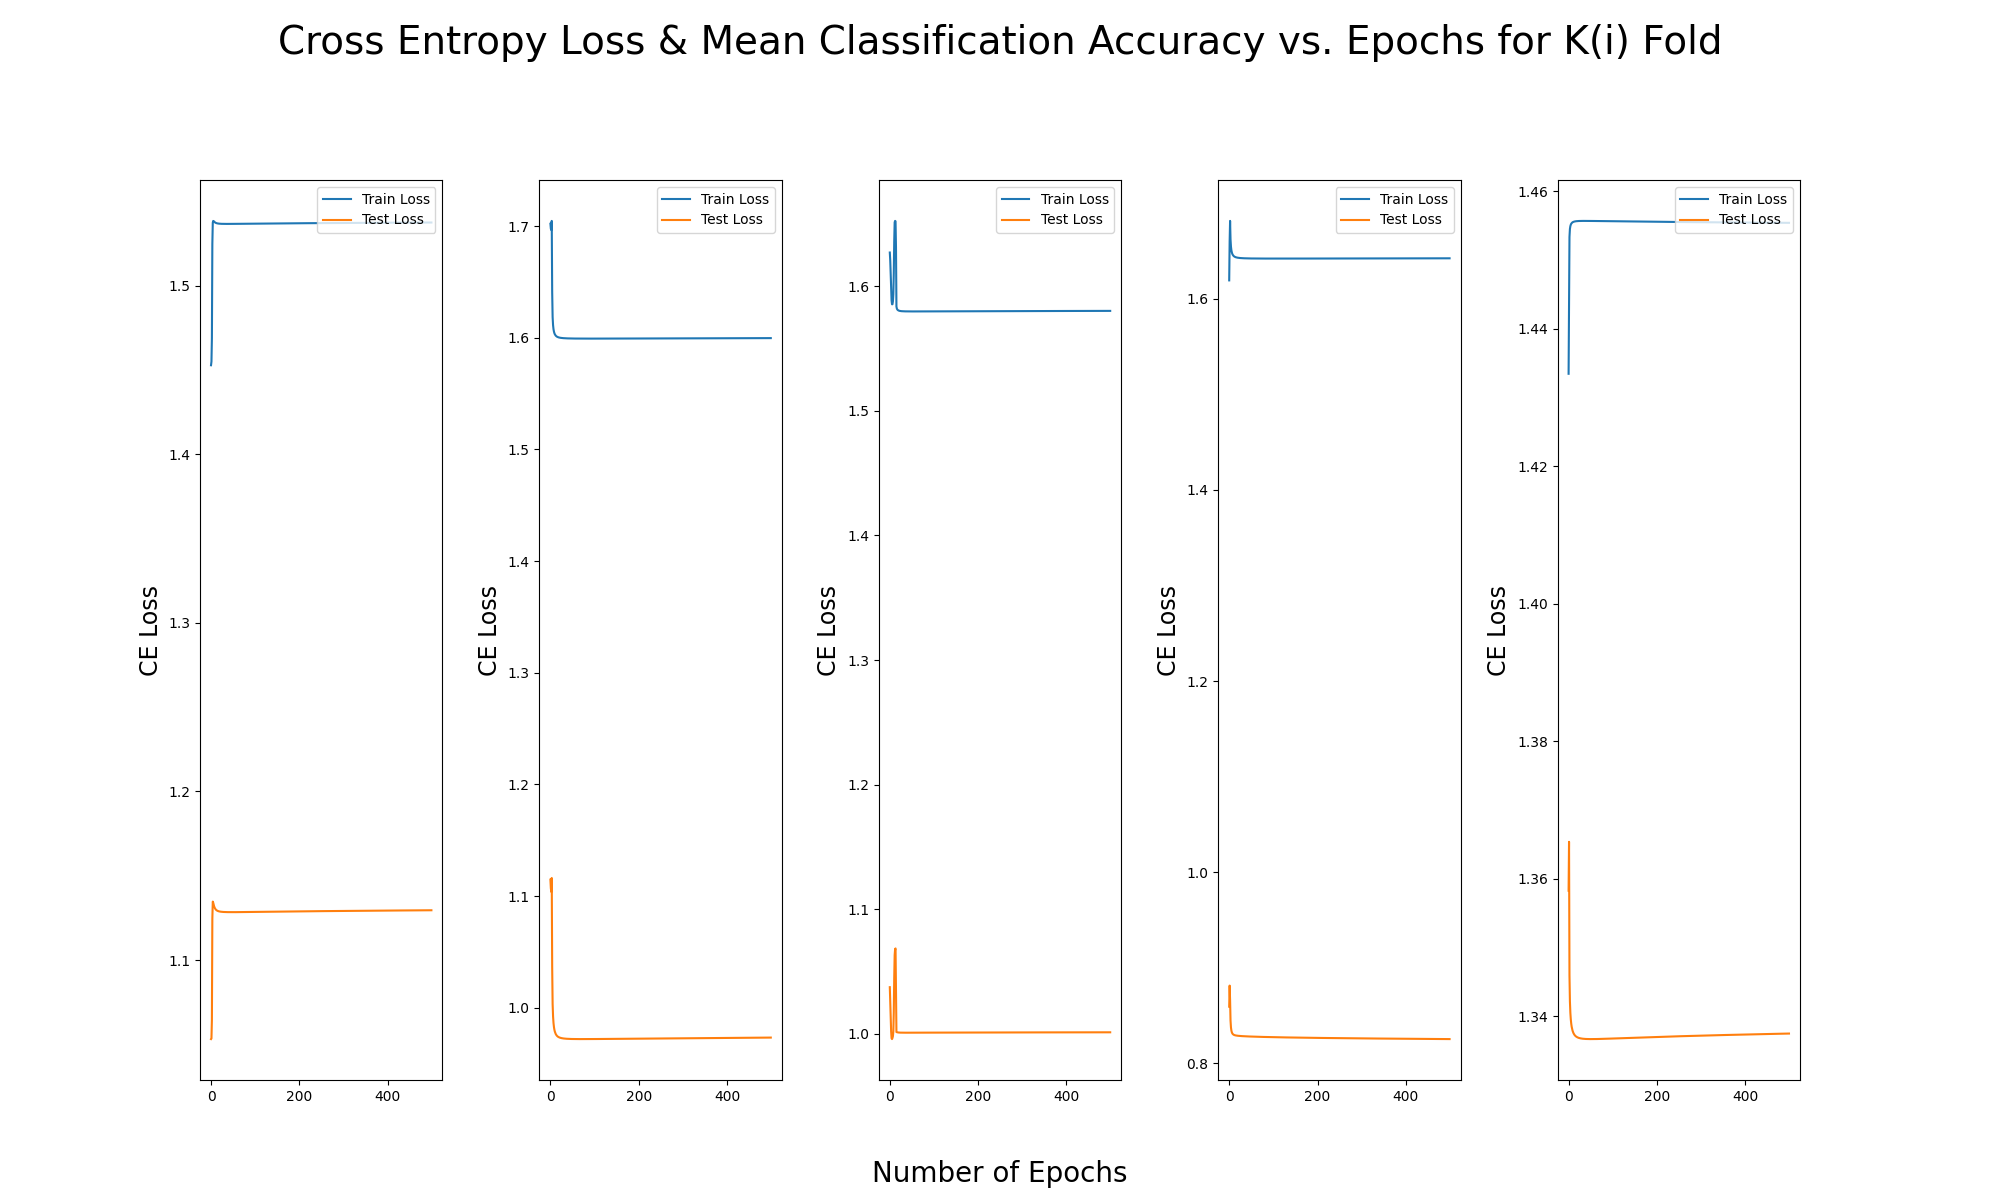 Cross Entropy Loss & Mean Classification Accuracy vs. Epochs for K(i) Fold
CE Loss
1.5
1.4
1.3
1.2
1.1
Train Loss
Test Loss
0 200 400
CE Loss
1.7
1.6
1.5
1.4
1.3
1.2
1.1
1.0
Train Loss
Test Loss
0 200 400
CE Loss
1.6
1.5
1.4
1.3
1.2
1.1
1.0
Train Loss
Test Loss
0 200 400
CE Loss
1.6
1.4
1.2
1.0
0.8
Train Loss
Test Loss
0 200 400
CE Loss
1.46
1.44
1.42
1.40
1.38
1.36
1.34
Train Loss
Test Loss
0 200 400
Number of Epochs